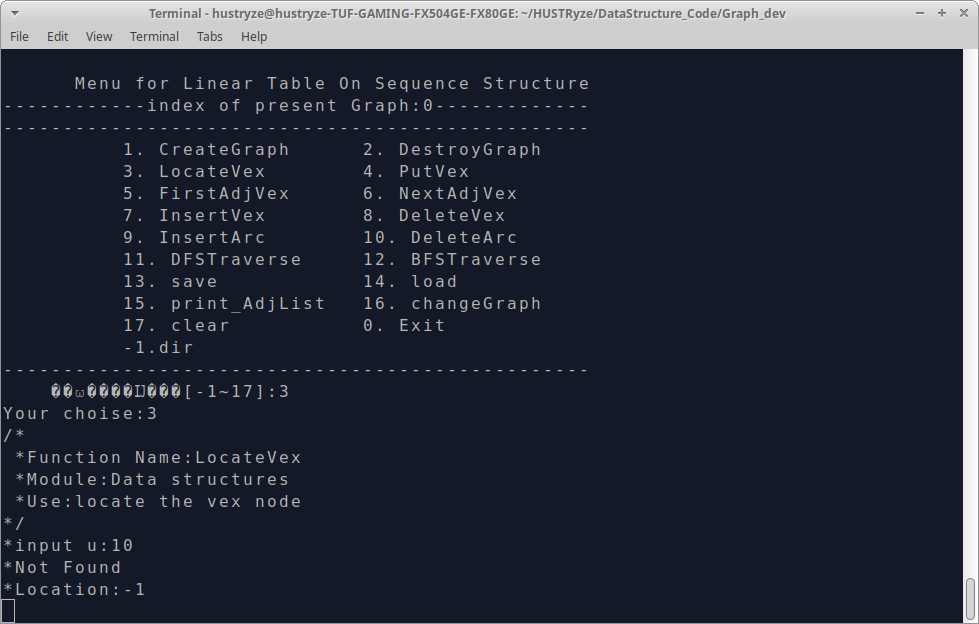 Terminal - hustryze@hustryze-TUF-GAMING-FX504GE-FX80GE: ~/HUSTRyze/DataStructure_Code/Graph_dev
File Edit View Terminal Tabs Help
Menu for Linear Table On Sequence Structure
------------index of present Graph:0-------------
-------------------------------------------------
1. CreateGraph 2. DestroyGraph
3. LocateVex 4. PutVex
5. FirstAdjVex 6. NextAdjVex
7. InsertVex 8. DeleteVex
9. InsertArc 10. DeleteArc
11. DFSTraverse 12. BFSTraverse
13. save 14. load
15. print_AdjList 16. changeGraph
17. clear 0. Exit
-1.dir
-------------------------------------------------
[-1~17]:3
Your choise:3
/*
*Function Name:LocateVex
*Module:Data structures
*Use:locate the vex node
*/
*input u:10
*Not Found
*Location:-1